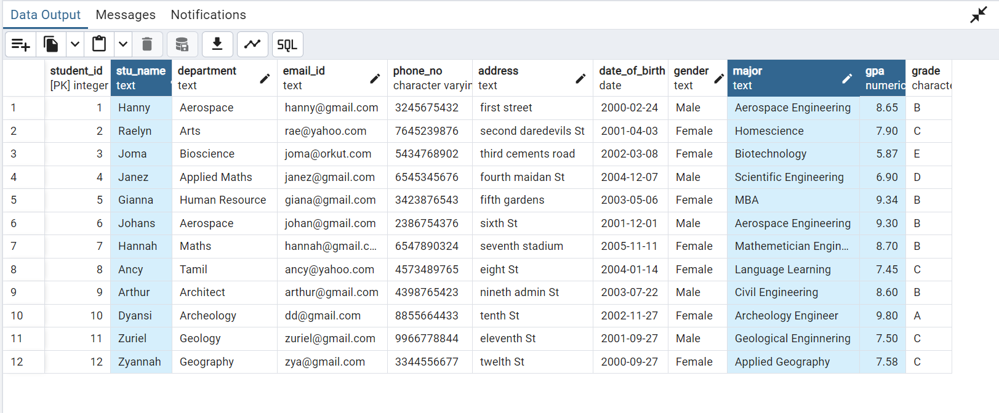 Data Output Messages Notifications
SQL
student_id stu_name department email_id phone_no address date_of_birth gender major gpa grade
[PK] integer text text text character varyin text date text text numeric characte
1 1 Hanny Aerospace hanny@gmail.com 3245675432 first street 2000-02-24 Male Aerospace Engineering 8.65 B
2 2 Raelyn Arts rae@yahoo.com 7645239876 second daredevils St 2001-04-03 Female Homescience 7.90 C
3 3 Joma Bioscience joma@orkut.com 5434768902 third cements road 2002-03-08 Female Biotechnology 5.87 E
4 4 Janez Applied Maths janez@gmail.com 6545345676 fourth maidan St 2004-12-07 Male Scientific Engineering 6.90 D
5 5 Gianna Human Resource giana@gmail.com 3423876543 fifth gardens 2003-05-06 Female MBA 9.34 B
6 6 Johans Aerospace johan@gmail.com 2386754376 sixth St 2001-12-01 Male Aerospace Engineering 9.30 B
7 7 Hannah Maths hannah@gmail.c... 6547890324 seventh stadium 2005-11-11 Female Mathemetician Engin... 8.70 B
8 8 Ancy Tamil ancy@yahoo.com 4573489765 eight St 2004-01-14 Female Language Learning 7.45 C
9 9 Arthur Architect arthur@gmail.com 4398765423 nineth admin St 2003-07-22 Male Civil Engineering 8.60 B
10 10 Dyansi Archeology dd@gmail.com 8855664433 tenth St 2002-11-27 Female Archeology Engineer 9.80 A
11 11 Zuriel Geology zuriel@gmail.com 9966778844 eleventh St 2001-09-27 Male Geological Enginnering 7.50 C
12 12 Zyannah Geography zya@gmail.com 3344556677 twelth St 2000-09-27 Female Applied Geography 7.58 C